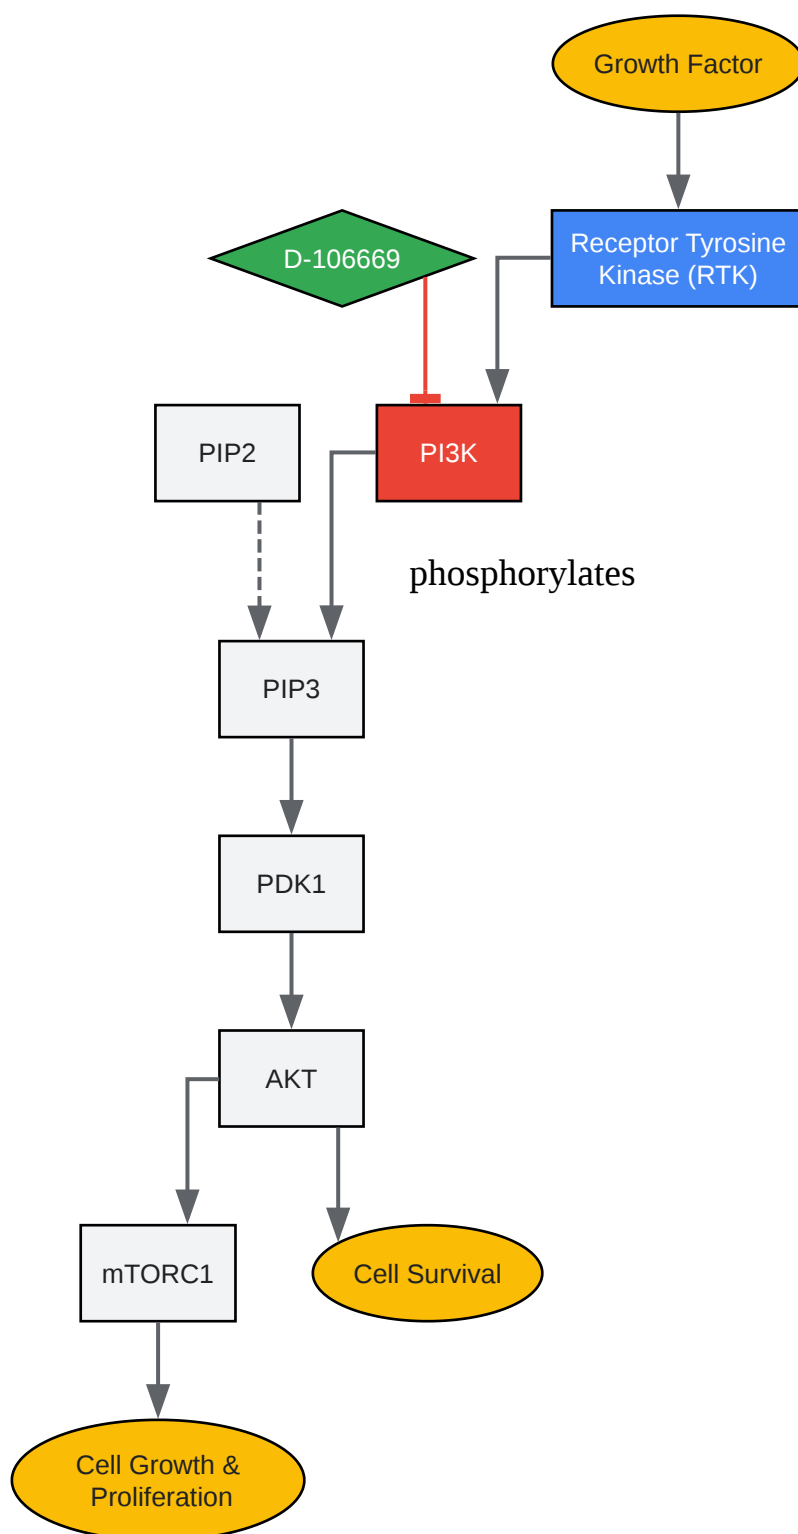 Growth Factor
Receptor Tyrosine
Kinase (RTK)
D-106669
PIP2
PI3K
phosphorylates
PIP3
PDK1
AKT
mTORC1
Cell Survival
Cell Growth &
Proliferation